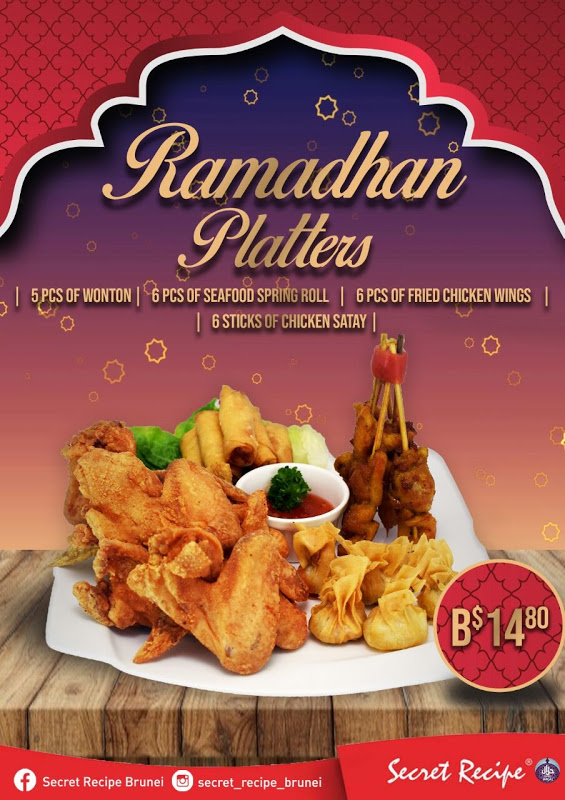 Ramadhan
Platters
| 5 PCS OF WONTON | 6 PCS OF SEAFOOD SPRING ROLL | 6 PCS OF FRIED CHICKEN WINGS |
| 6 STICKS OF CHICKEN SATAY |
B$14 80
Secret Recipe Brunei secret_recipe_brunei
Secret Recipe®